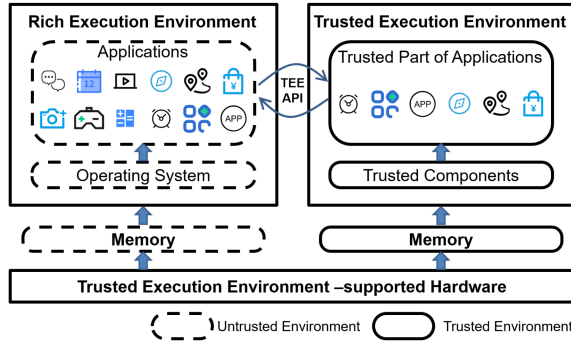 Rich Execution Environment
Applications
12
¥
APP
Operating System
Memory
TEE
API
Trusted Execution Environment
Trusted Part of Applications
APP
¥
Trusted Components
Memory
Trusted Execution Environment –supported Hardware
Untrusted Environment
Trusted Environment